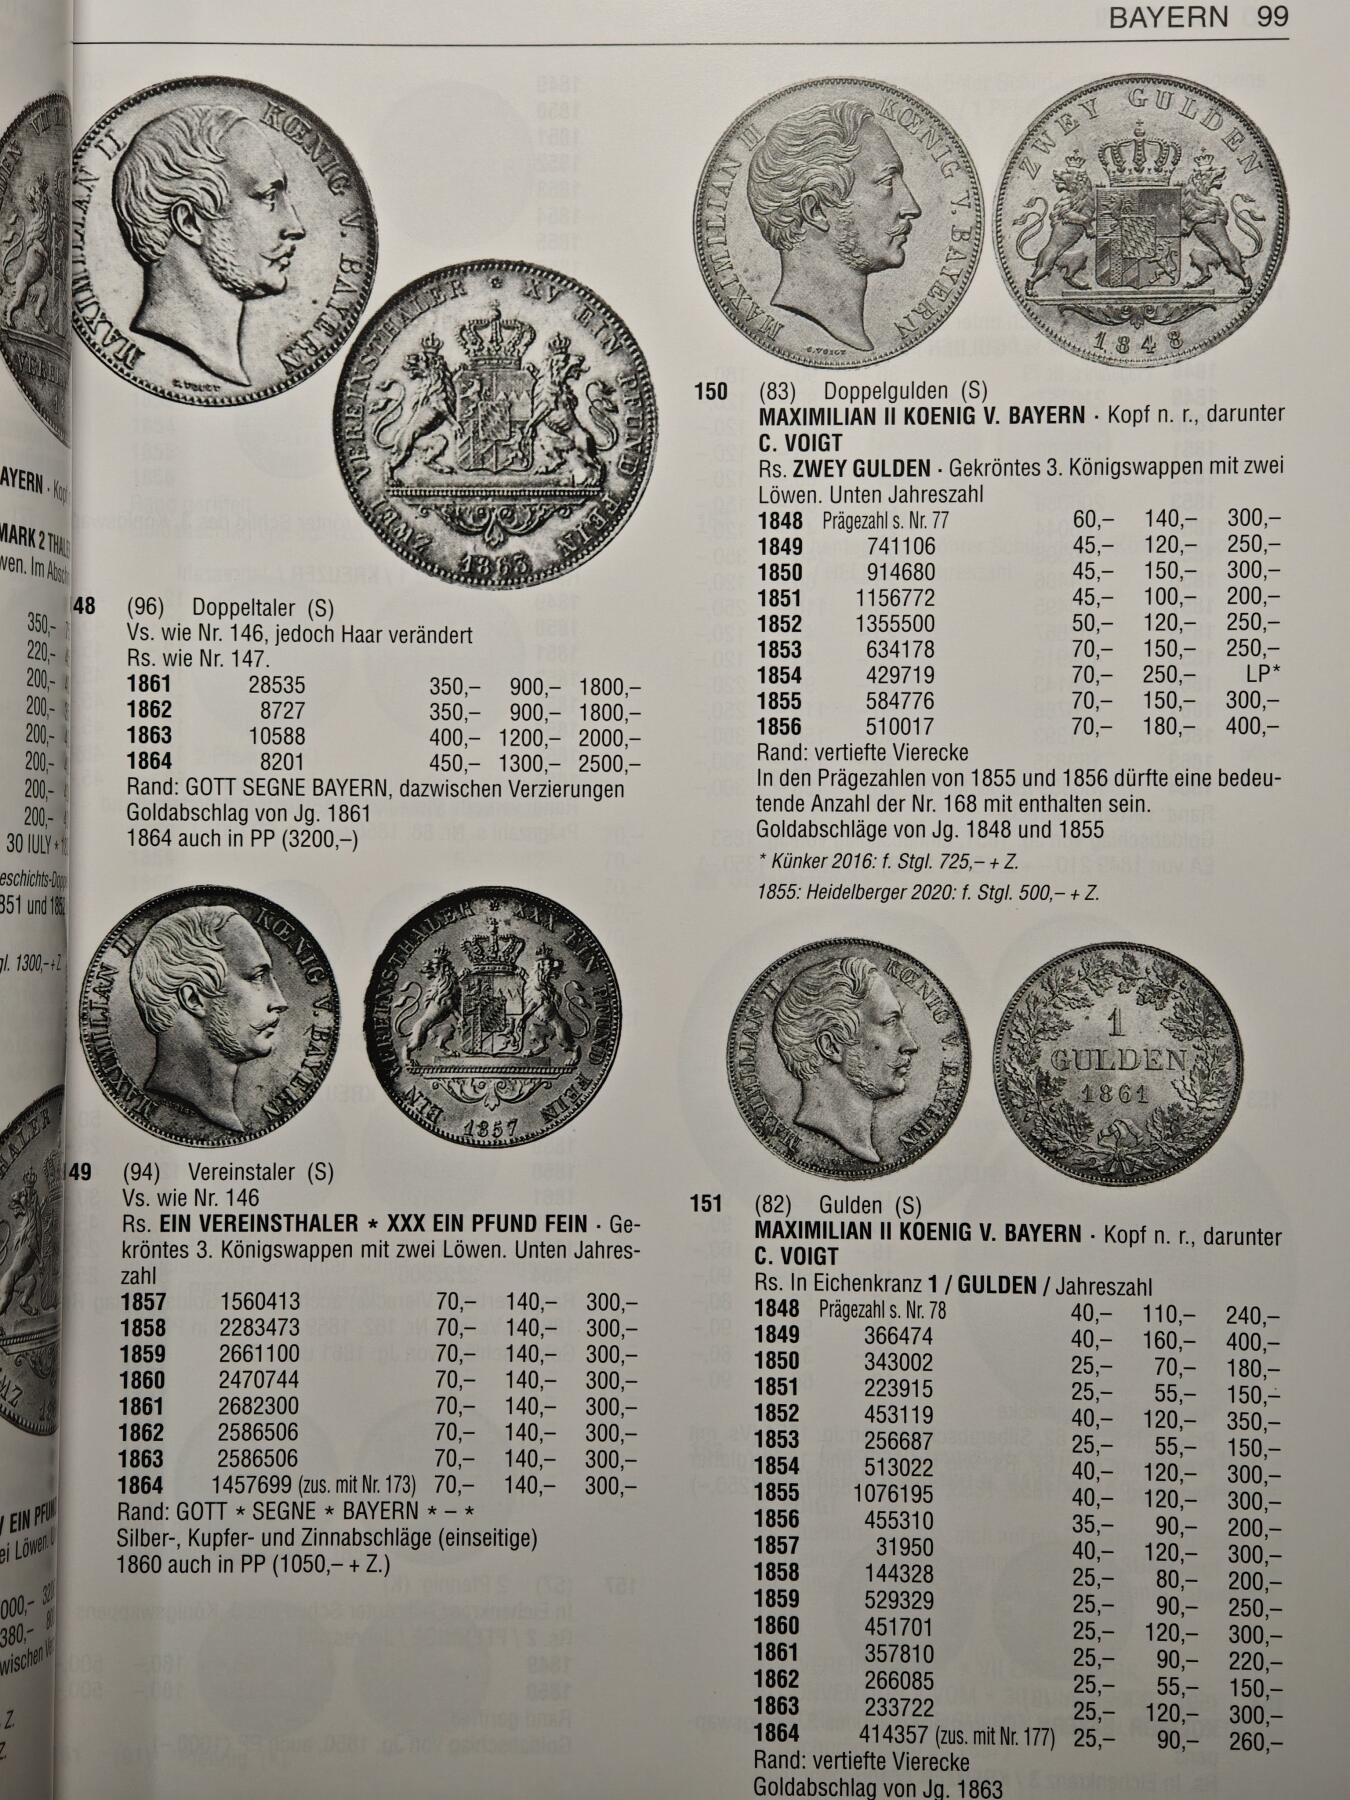 BAYERN 99
MAXIMILIAN II KŒNIG V. BAYERN
C. VOIGT
ZWEI VEREINSTHALER * XV EIN PFUND FEIN
1863
48 (96) Doppeltaler (S)
Vs. wie Nr. 146, jedoch Haar verändert
Rs. wie Nr. 147.
1861 28535 350,– 900,– 1800,–
1862 8727 350,– 900,– 1800,–
1863 10588 400,– 1200,– 2000,–
1864 8201 450,– 1300,– 2500,–
Rand: GOTT SEGNE BAYERN, dazwischen Verzierungen
Goldabschlag von Jg. 1861
1864 auch in PP (3200,–)
MAXIMILIAN II KŒNIG V. BAYERN
EIN VEREINSTHALER * XXX EIN PFUND FEIN
1857
49 (94) Vereinstaler (S)
Vs. wie Nr. 146
Rs. EIN VEREINSTHALER * XXX EIN PFUND FEIN · Ge-
kröntes 3. Königswappen mit zwei Löwen. Unten Jahres-
zahl
1857 1560413 70,– 140,– 300,–
1858 2283473 70,– 140,– 300,–
1859 2661100 70,– 140,– 300,–
1860 2470744 70,– 140,– 300,–
1861 2682300 70,– 140,– 300,–
1862 2586506 70,– 140,– 300,–
1863 2586506 70,– 140,– 300,–
1864 1457699 (zus. mit Nr. 173) 70,– 140,– 300,–
Rand: GOTT * SEGNE * BAYERN * – *
Silber-, Kupfer- und Zinnabschläge (einseitige)
1860 auch in PP (1050,– + Z.)
MAXIMILIAN II KŒNIG V. BAYERN
C. VOIGT
ZWEY GULDEN
1848
150 (83) Doppelgulden (S)
MAXIMILIAN II KOENIG V. BAYERN · Kopf n. r., darunter
C. VOIGT
Rs. ZWEY GULDEN · Gekröntes 3. Königswappen mit zwei
Löwen. Unten Jahreszahl
1848 Prägezahl s. Nr. 77 60,– 140,– 300,–
1849 741106 45,– 120,– 250,–
1850 914680 45,– 150,– 300,–
1851 1156772 45,– 100,– 200,–
1852 1355500 50,– 120,– 250,–
1853 634178 70,– 150,– 250,–
1854 429719 70,– 250,– LP*
1855 584776 70,– 150,– 300,–
1856 510017 70,– 180,– 400,–
Rand: vertiefte Vierecke
In den Prägezahlen von 1855 und 1856 dürfte eine bedeu-
tende Anzahl der Nr. 168 mit enthalten sein.
Goldabschläge von Jg. 1848 und 1855
* Künker 2016: f. Stgl. 725,– + Z.
1855: Heidelberger 2020: f. Stgl. 500,– + Z.
MAXIMILIAN II KŒNIG V. BAYERN
1
GULDEN
1861
151 (82) Gulden (S)
MAXIMILIAN II KOENIG V. BAYERN · Kopf n. r., darunter
C. VOIGT
Rs. In Eichenkranz 1 / GULDEN / Jahreszahl
1848 Prägezahl s. Nr. 78 40,– 110,– 240,–
1849 366474 40,– 160,– 400,–
1850 343002 25,– 70,– 180,–
1851 223915 25,– 55,– 150,–
1852 453119 40,– 120,– 350,–
1853 256687 25,– 55,– 150,–
1854 513022 40,– 120,– 300,–
1855 1076195 40,– 120,– 300,–
1856 455310 35,– 90,– 200,–
1857 31950 40,– 120,– 300,–
1858 144328 25,– 80,– 200,–
1859 529329 25,– 90,– 250,–
1860 451701 25,– 120,– 300,–
1861 357810 25,– 90,– 220,–
1862 266085 25,– 55,– 150,–
1863 233722 25,– 120,– 300,–
1864 414357 (zus. mit Nr. 177) 25,– 90,– 260,–
Rand: vertiefte Vierecke
Goldabschlag von Jg. 1863